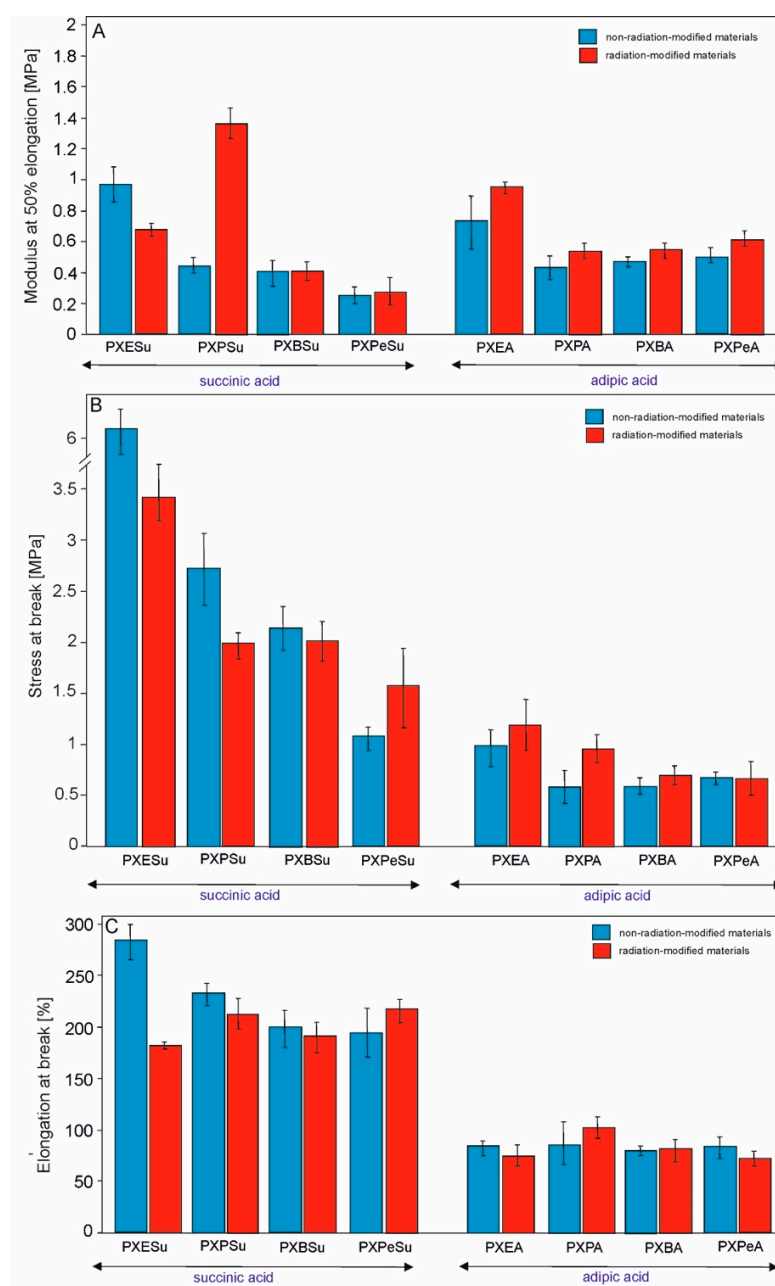 A
non-radiation-modified materials
radiation-modified materials
Modulus at 50% elongation [MPa]
2
1.8
1.6
1.4
1.2
1
0.8
0.6
0.4
0.2
0
PXESu PXPSu PXBSu PXPeSu PXEA PXPA PXBA PXPeA
succinic acid adipic acid
B
non-radiation-modified materials
radiation-modified materials
Stress at break [MPa]
6
3.5
3
2.5
2
1.5
1
0.5
0
PXESu PXPSu PXBSu PXPeSu PXEA PXPA PXBA PXPeA
succinic acid adipic acid
C
non-radiation-modified materials
radiation-modified materials
Elongation at break [%]
300
250
200
150
100
50
0
PXESu PXPSu PXBSu PXPeSu PXEA PXPA PXBA PXPeA
succinic acid adipic acid